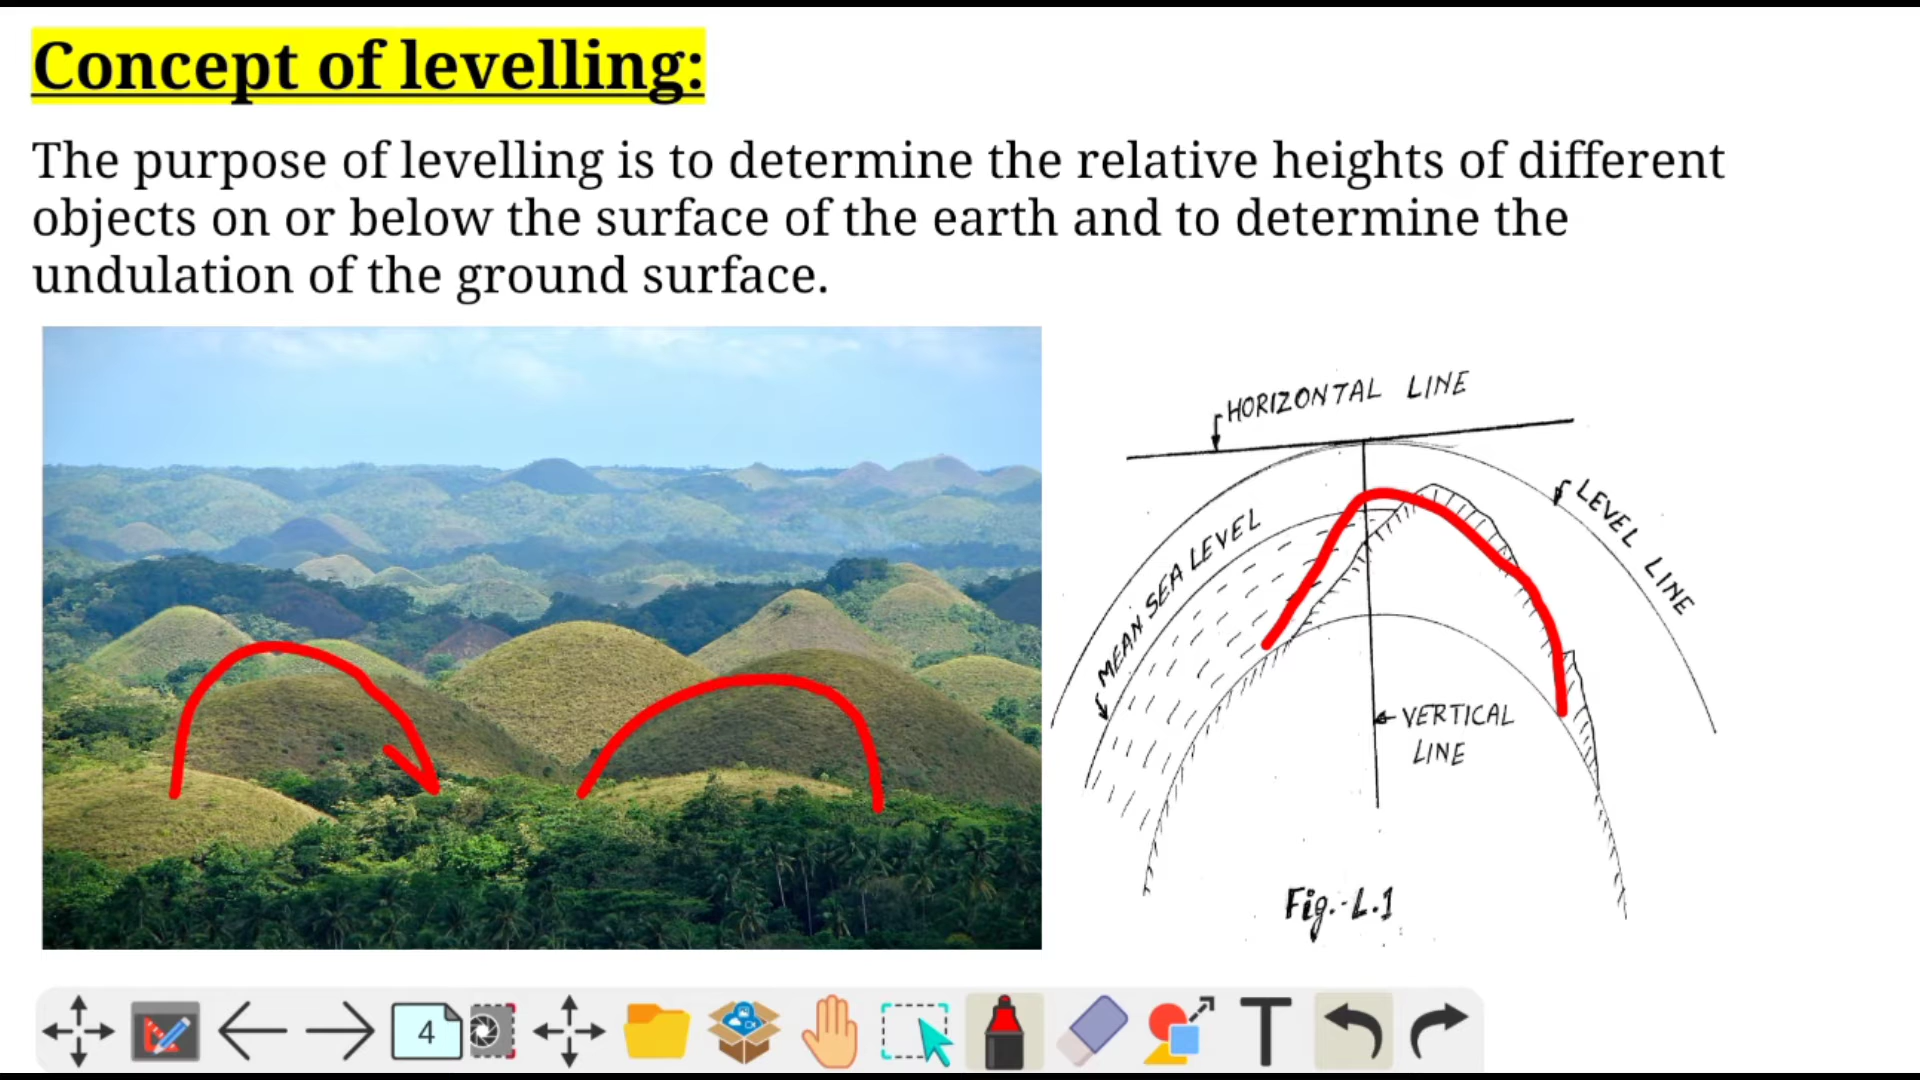 Concept of levelling:
The purpose of levelling is to determine the relative heights of different
objects on or below the surface of the earth and to determine the
undulation of the ground surface.
HORIZONTAL LINE
LEVEL LINE
MEAN SEA LEVEL
VERTICAL
LINE
Fig.-L.1
4
T